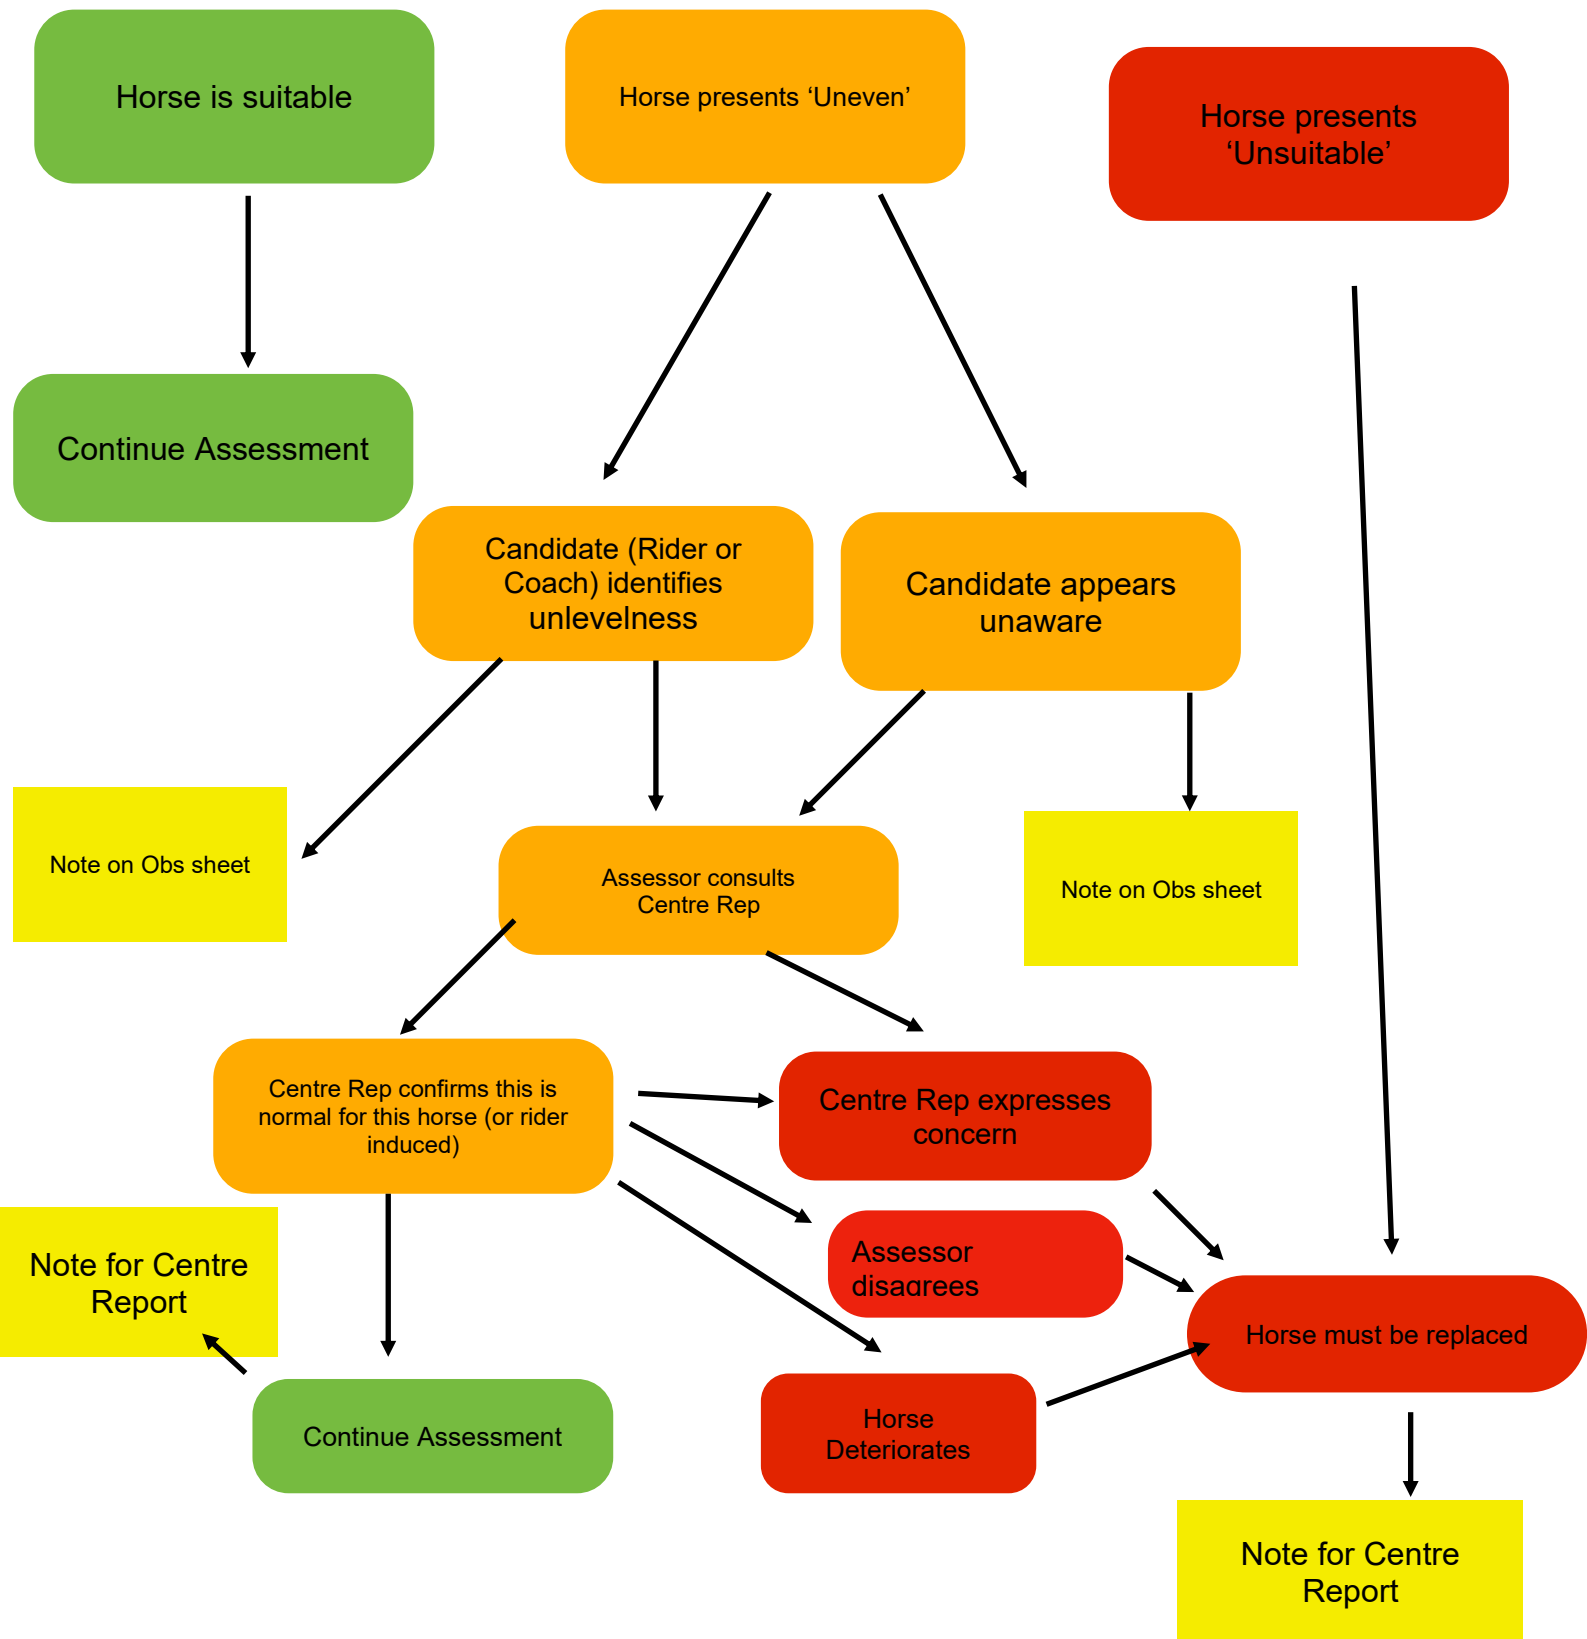 Horse is suitable
Horse presents ‘Uneven’
Horse presents
‘Unsuitable’
Continue Assessment
Candidate (Rider or
Coach) identifies
unlevelness
Candidate appears
unaware
Note on Obs sheet
Assessor consults
Centre Rep
Note on Obs sheet
Centre Rep confirms this is
normal for this horse (or rider
induced)
Centre Rep expresses
concern
Note for Centre
Report
Assessor
disagrees
Horse must be replaced
Continue Assessment
Horse
Deteriorates
Note for Centre
Report